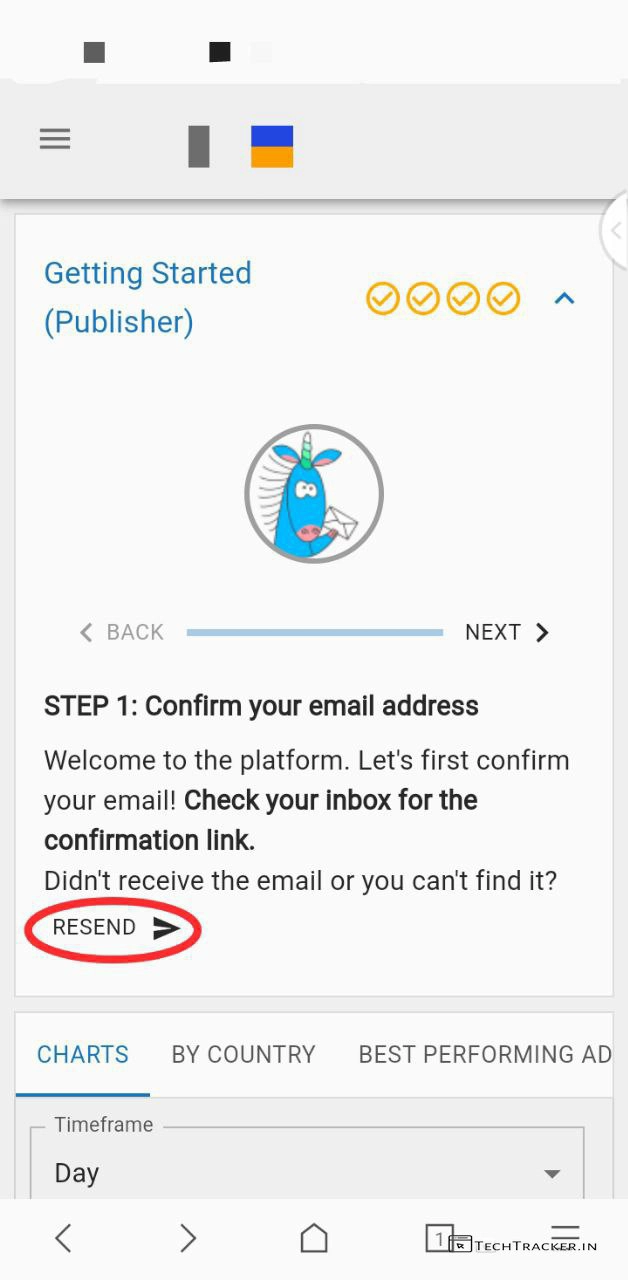 Getting Started
(Publisher)
BACK
NEXT
STEP 1: Confirm your email address
Welcome to the platform. Let's first confirm
your email! Check your inbox for the
confirmation link.
Didn't receive the email or you can't find it?
RESEND
CHARTS BY COUNTRY BEST PERFORMING AD
Timeframe
Day
1
TECHTRACKER.IN